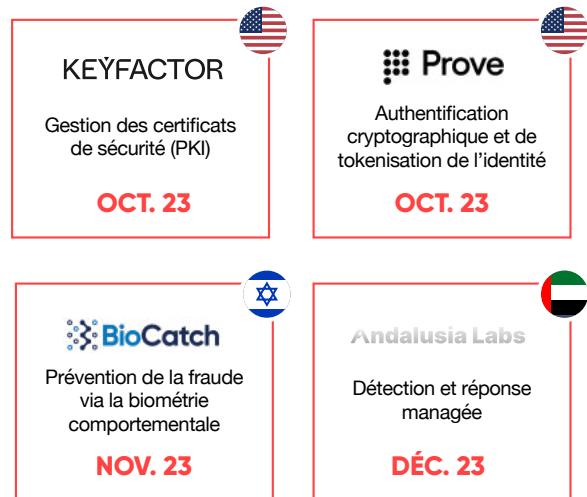 KEYFACTOR
Gestion des certificats
de sécurité (PKI)
OCT. 23
Prove
Authentification
cryptographique et de
tokenisation de l’identité
OCT. 23
BioCatch
Prévention de la fraude
via la biométrie
comportementale
NOV. 23
Andalusia Labs
Détection et réponse
managée
DÉC. 23